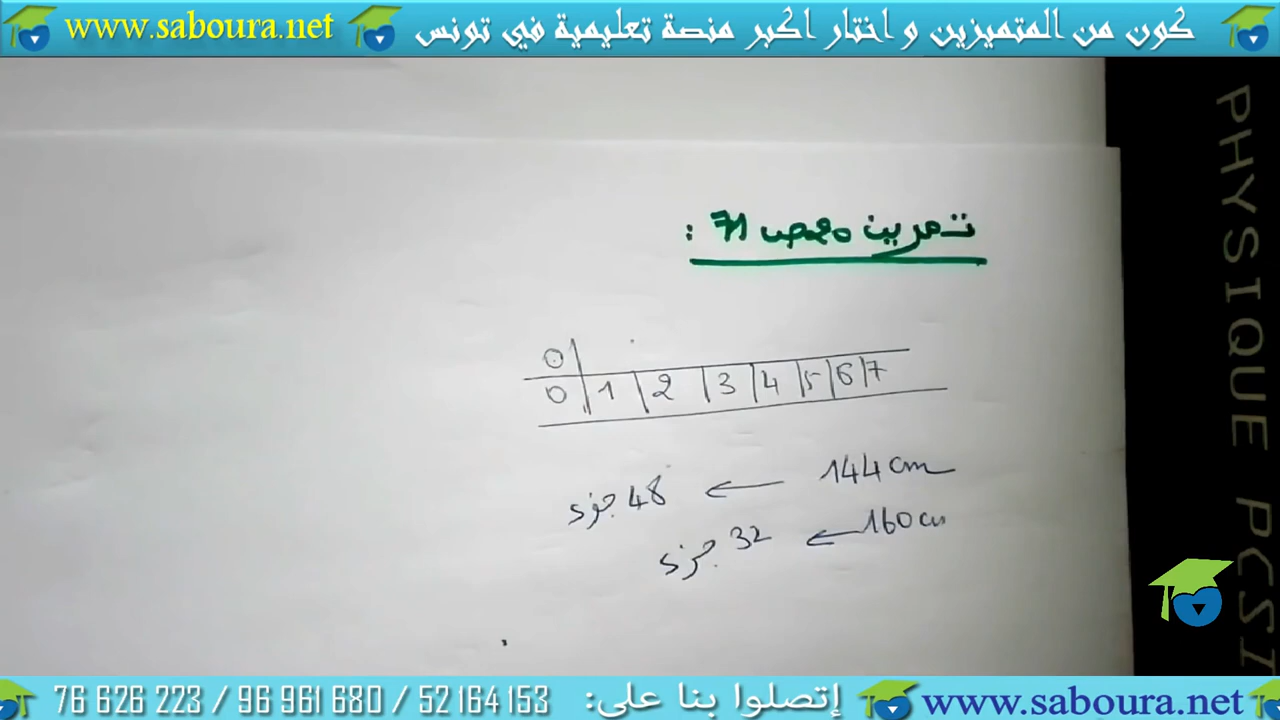 www.saboura.net كون من المتميزين و اختار اكبر منصة تعليمية في تونس
تمرين 2 ص 71 :
0
0 1 2 3 4 5 6 7
144 cm ← 48 جزء
160 cm ← 32 جزء
PHYSIQUE PCSI
76 626 223 / 96 961 680 / 52 164 153 إتصلوا بنا على: www.saboura.net